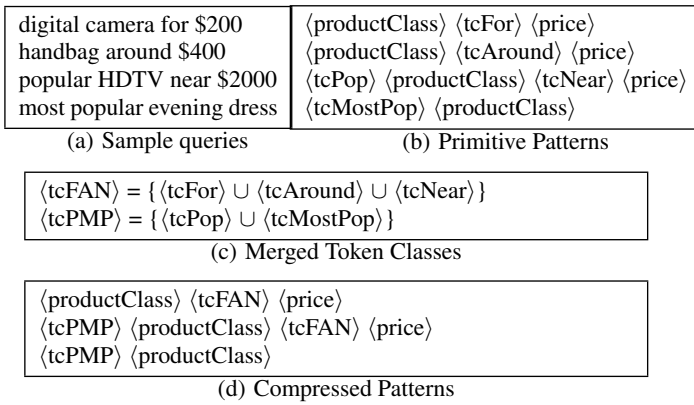 digital camera for $200
handbag around $400
popular HDTV near $2000
most popular evening dress
(a) Sample queries
⟨productClass⟩ ⟨tcFor⟩ ⟨price⟩
⟨productClass⟩ ⟨tcAround⟩ ⟨price⟩
⟨tcPop⟩ ⟨productClass⟩ ⟨tcNear⟩ ⟨price⟩
⟨tcMostPop⟩ ⟨productClass⟩
(b) Primitive Patterns
⟨tcFAN⟩ = {⟨tcFor⟩ ∪ ⟨tcAround⟩ ∪ ⟨tcNear⟩}
⟨tcPMP⟩ = {⟨tcPop⟩ ∪ ⟨tcMostPop⟩}
(c) Merged Token Classes
⟨productClass⟩ ⟨tcFAN⟩ ⟨price⟩
⟨tcPMP⟩ ⟨productClass⟩ ⟨tcFAN⟩ ⟨price⟩
⟨tcPMP⟩ ⟨productClass⟩
(d) Compressed Patterns